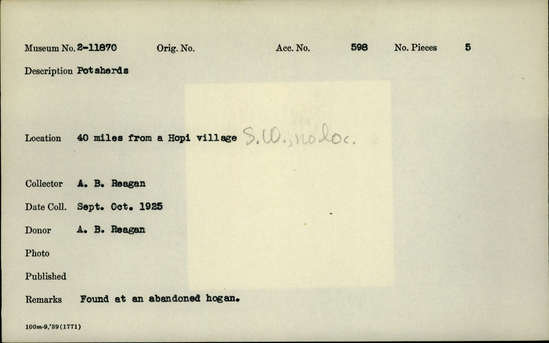 Museum No. 2-11870 Orig. No. Acc. No. 598 No. Pieces 5
Description Potsherds
Location 40 miles from a Hopi village S.W., no loc.
Collector A. B. Reagan
Date Coll. Sept. Oct. 1925
Donor A. B. Reagan
Photo
Published
Remarks Found at an abandoned hogan.
100m-9,'39(1771)